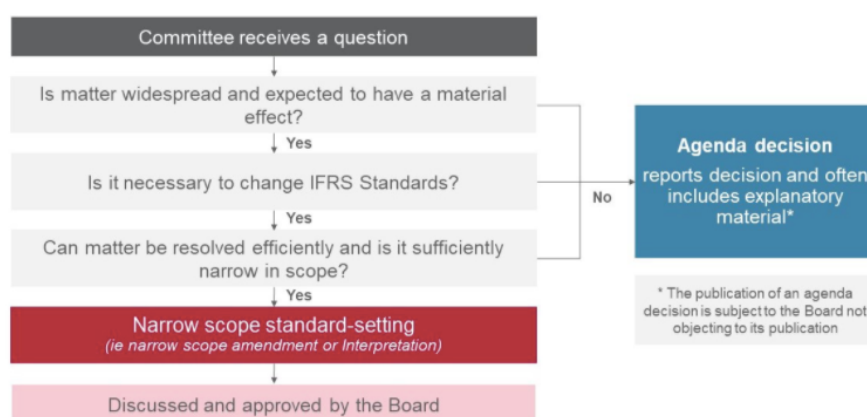 Committee receives a question
Is matter widespread and expected to have a material
effect?
Yes
Is it necessary to change IFRS Standards?
Yes
Can matter be resolved efficiently and is it sufficiently
narrow in scope?
Yes
Narrow scope standard-setting
(ie narrow scope amendment or Interpretation)
Discussed and approved by the Board
No
Agenda decision
reports decision and often
includes explanatory
material*
* The publication of an agenda
decision is subject to the Board not
objecting to its publication